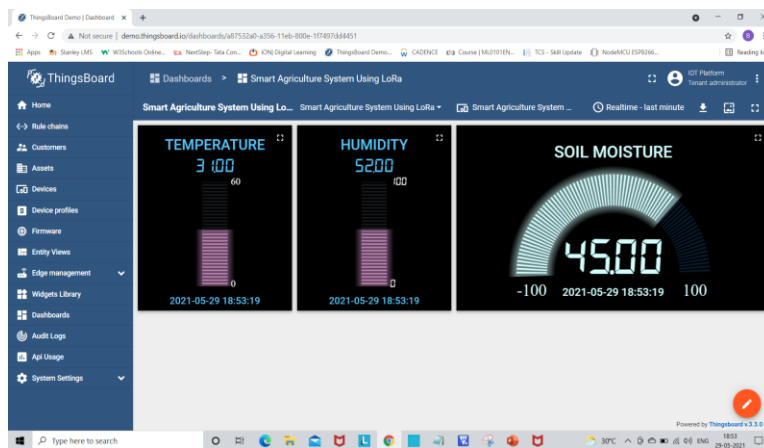 ThingsBoard Demo | Dashboard
Not secure | demo.thingsboard.io/dashboards/a87532a0-a356-11eb-800e-1f7497dd4451
Apps
Stanley LMS
W3Schools Online...
NextStep- Tata Con...
iON| Digital Learning
ThingsBoard Demo...
CADENCE
Course | ML0101EN...
TCS - Skill Update
NodeMCU ESP8266...
Reading li
ThingsBoard
Dashboards > Smart Agriculture System Using LoRa
IOT Platform
Tenant administrator
Smart Agriculture System Using Lo...
Smart Agriculture System Using LoRa
Smart Agriculture System ...
Realtime - last minute
Home
Rule chains
Customers
Assets
Devices
Device profiles
Firmware
Entity Views
Edge management
Widgets Library
Dashboards
Audit Logs
Api Usage
System Settings
TEMPERATURE
31.00
60
0
2021-05-29 18:53:19
HUMIDITY
52.00
100
0
2021-05-29 18:53:19
SOIL MOISTURE
45.00
-100
2021-05-29 18:53:19
100
Powered by Thingsboard v.3.3.0
Type here to search
30°C
ENG
18:53
29-05-2021